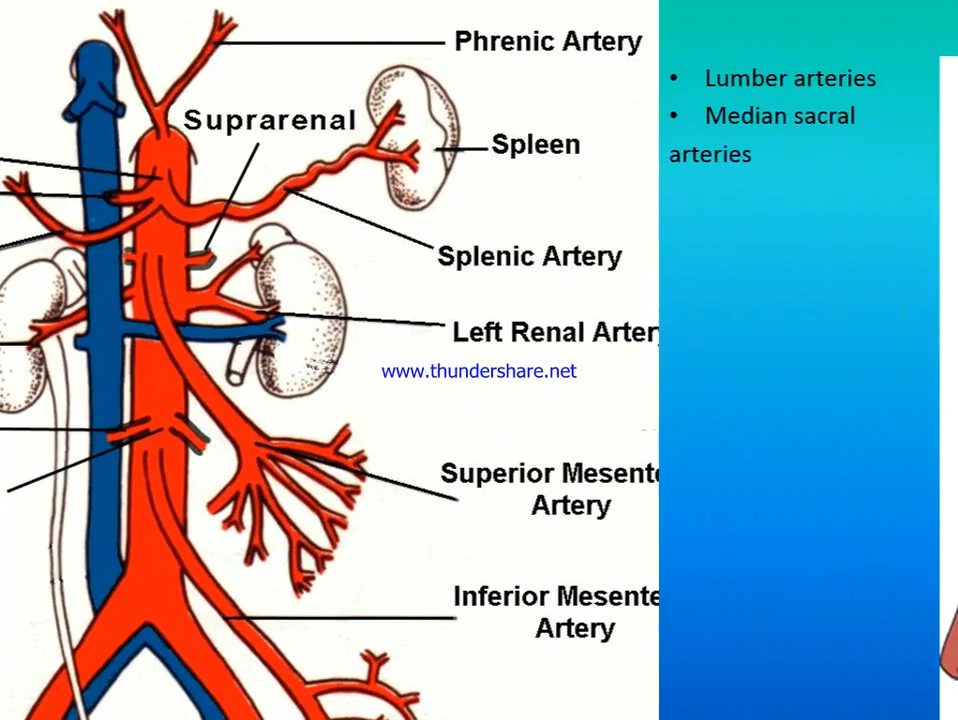 Phrenic Artery
Suprarenal
Spleen
Splenic Artery
Left Renal Artery
www.thundershare.net
Superior Mesente
Artery
Inferior Mesente
Artery
• Lumber arteries
• Median sacral
arteries